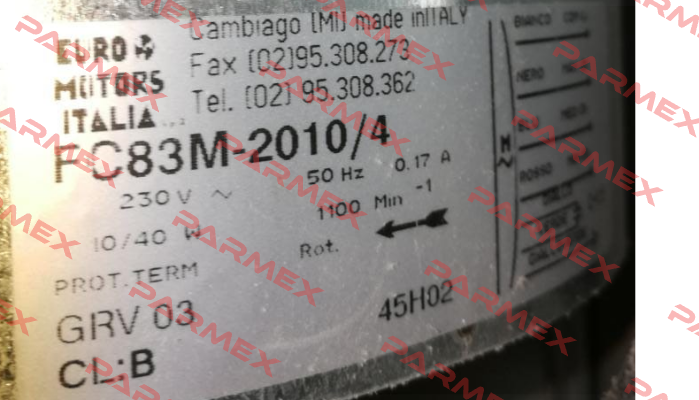 EURO
MOTORS
ITALIA
Cambiago (MI) made inITALY
Fax (02)95.308.273
Tel. (02) 95.308.362
FC83M-2010/4
230V ~ 50 Hz 0.17 A
10/40 W 1100 Min -1
PROT.TERM Rot.
GRV 03 45H02
CL:B
BIANCO
NERO
BLU
ROSSO
M
~
PARMEX